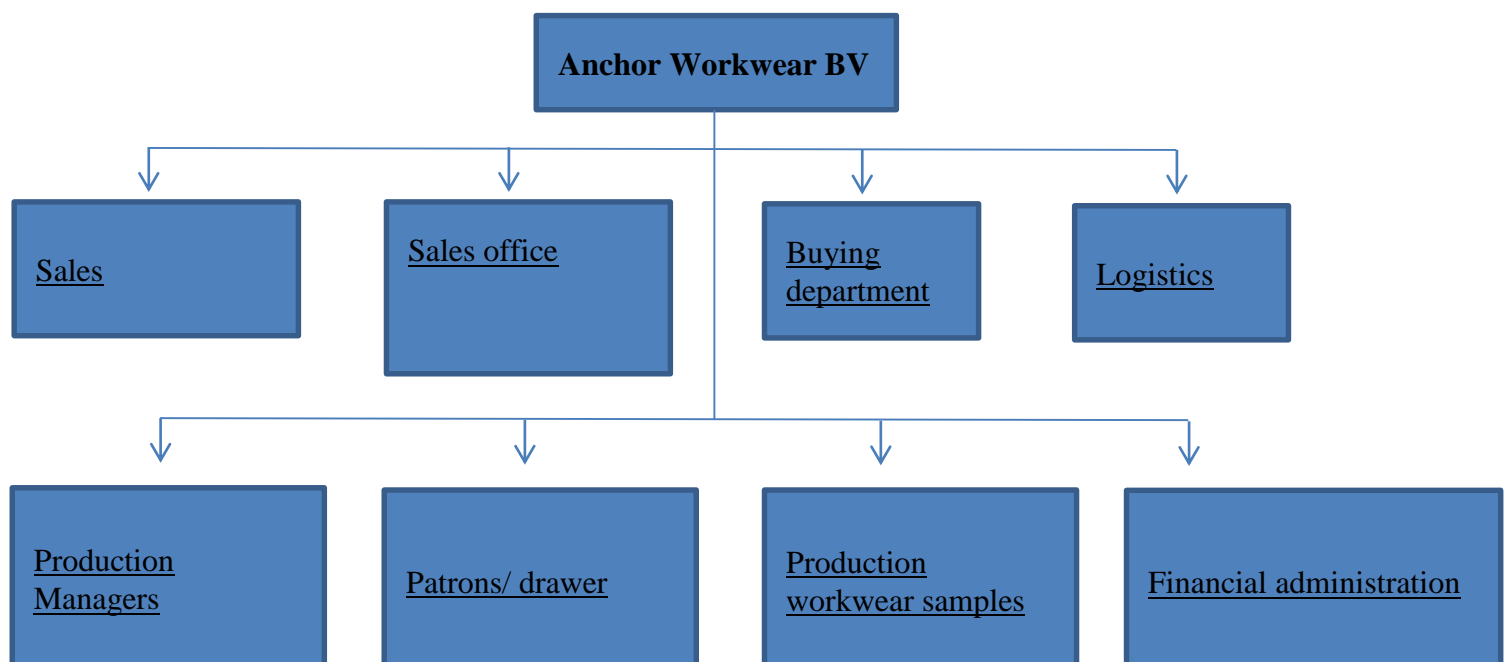 Anchor Workwear BV
Sales
Sales office
Buying
department
Logistics
Production
Managers
Patrons/ drawer
Production
workwear samples
Financial administration